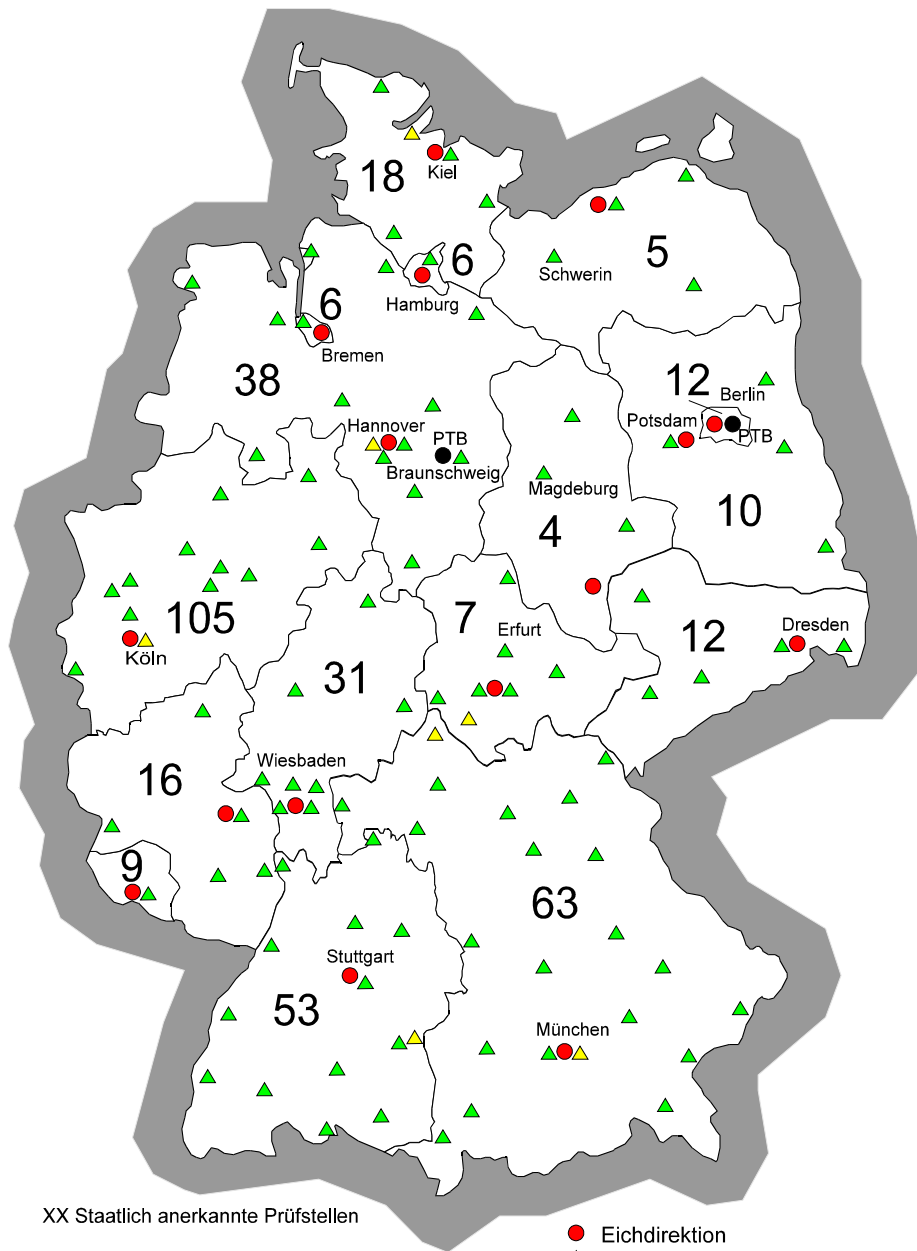 18
Kiel
6
5
Schwerin
Hamburg
6
Bremen
38
12
Berlin
Potsdam
PTB
Hannover
PTB
Braunschweig
Magdeburg
10
4
105
Köln
7
Erfurt
12
Dresden
31
Wiesbaden
16
9
63
Stuttgart
53
München
XX Staatlich anerkannte Prüfstellen
Eichdirektion